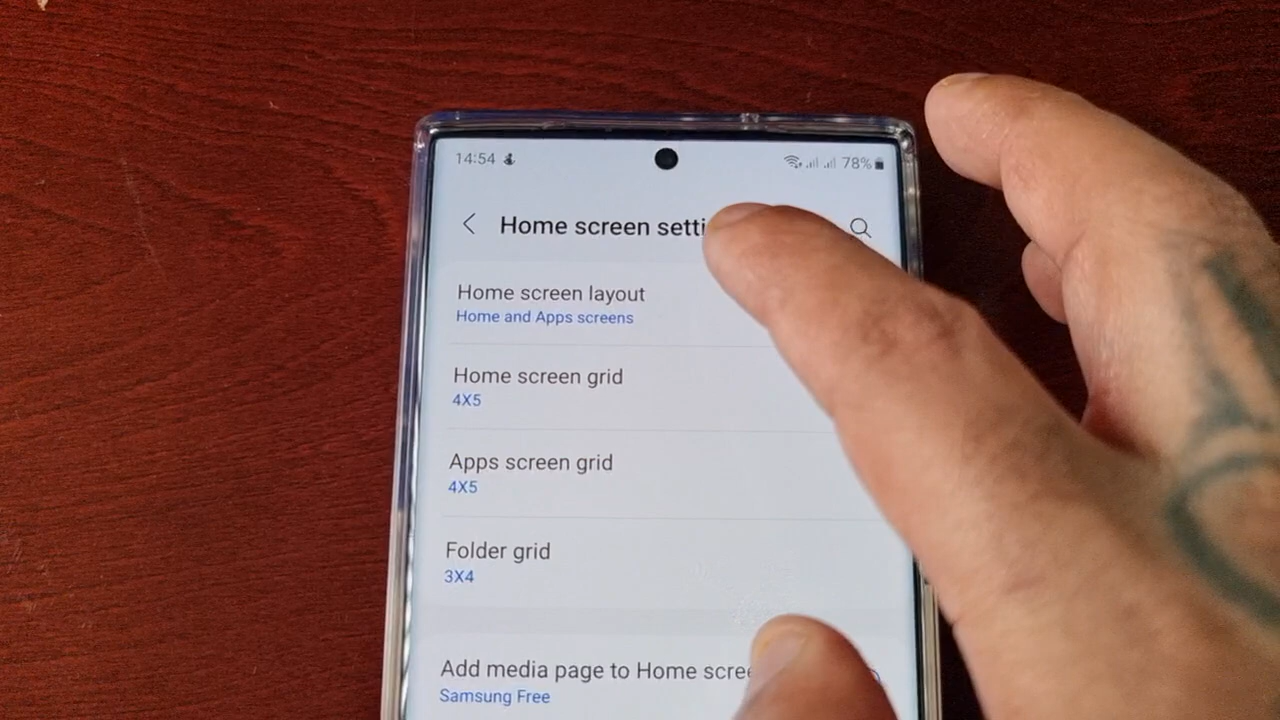 14:54 78%
Home screen setti
Home screen layout
Home and Apps screens
Home screen grid
4X5
Apps screen grid
4X5
Folder grid
3X4
Add media page to Home scree
Samsung Free